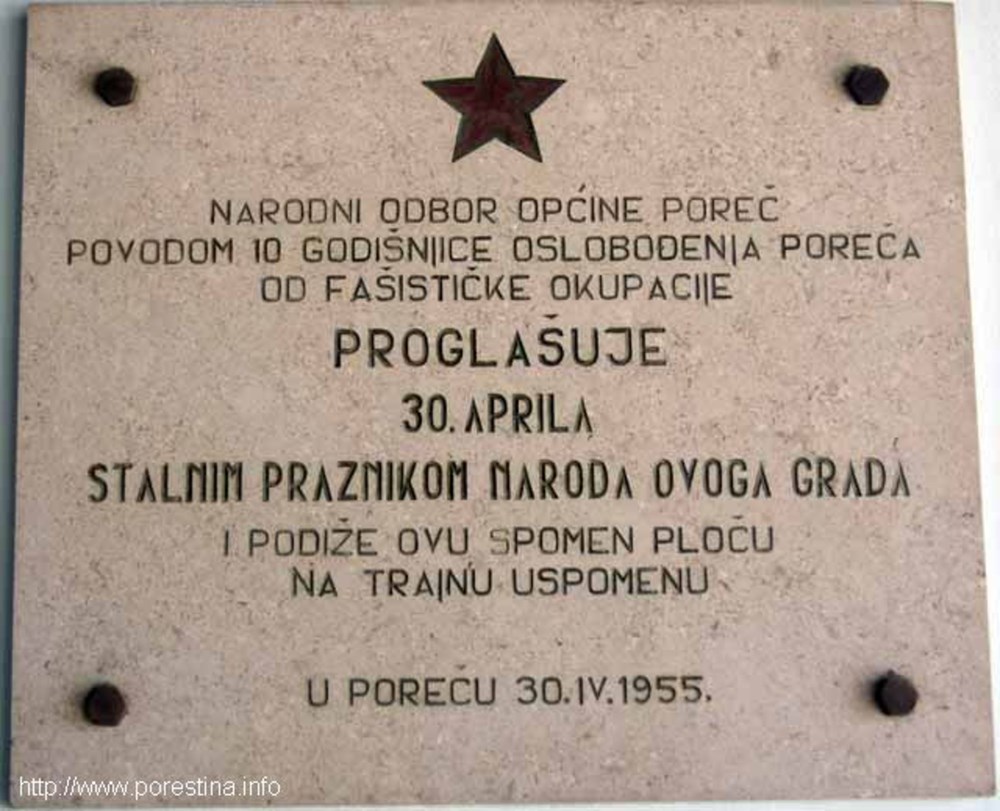 NARODNI ODBOR OPĆINE POREČ
POVODOM 10 GODIŠNJICE OSLOBOĐENJA POREČA
OD FAŠISTIČKE OKUPACIJE
PROGLAŠUJE
30. APRILA
STALNIM PRAZNIKOM NARODA OVOGA GRADA
I PODIŽE OVU SPOMEN PLOČU
NA TRAJNU USPOMENU
U POREČU 30.IV.1955.
http://www.porestina.info